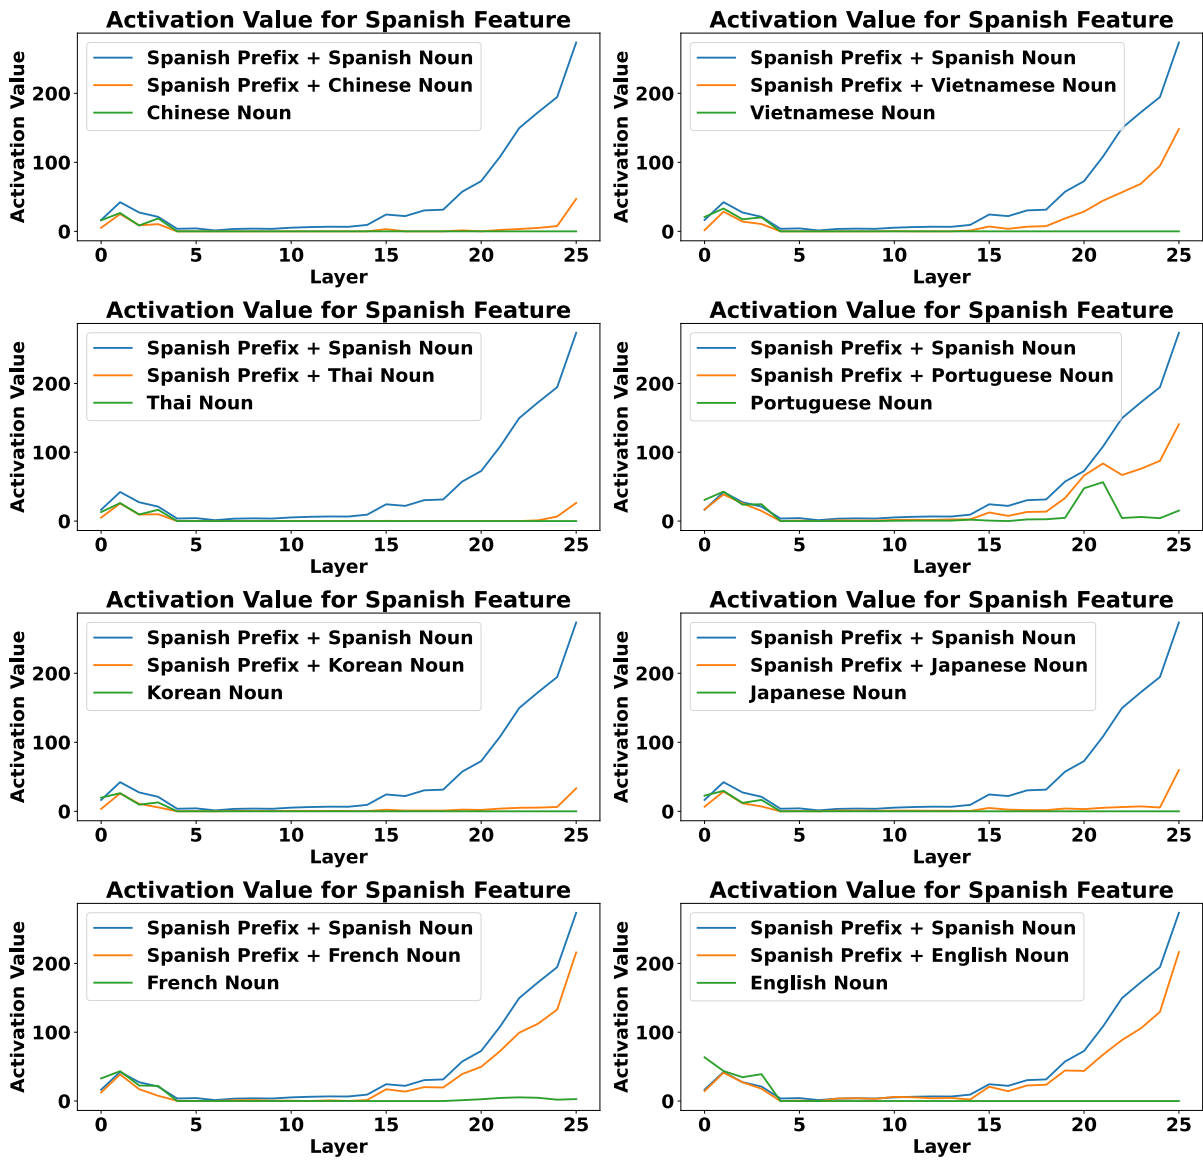 Activation Value for Spanish Feature
Activation Value
200
100
0
Spanish Prefix + Spanish Noun
Spanish Prefix + Chinese Noun
Chinese Noun
0 5 10 15 20 25
Layer
Activation Value for Spanish Feature
Activation Value
200
100
0
Spanish Prefix + Spanish Noun
Spanish Prefix + Vietnamese Noun
Vietnamese Noun
0 5 10 15 20 25
Layer
Activation Value for Spanish Feature
Activation Value
200
100
0
Spanish Prefix + Spanish Noun
Spanish Prefix + Thai Noun
Thai Noun
0 5 10 15 20 25
Layer
Activation Value for Spanish Feature
Activation Value
200
100
0
Spanish Prefix + Spanish Noun
Spanish Prefix + Portuguese Noun
Portuguese Noun
0 5 10 15 20 25
Layer
Activation Value for Spanish Feature
Activation Value
200
100
0
Spanish Prefix + Spanish Noun
Spanish Prefix + Korean Noun
Korean Noun
0 5 10 15 20 25
Layer
Activation Value for Spanish Feature
Activation Value
200
100
0
Spanish Prefix + Spanish Noun
Spanish Prefix + Japanese Noun
Japanese Noun
0 5 10 15 20 25
Layer
Activation Value for Spanish Feature
Activation Value
200
100
0
Spanish Prefix + Spanish Noun
Spanish Prefix + French Noun
French Noun
0 5 10 15 20 25
Layer
Activation Value for Spanish Feature
Activation Value
200
100
0
Spanish Prefix + Spanish Noun
Spanish Prefix + English Noun
English Noun
0 5 10 15 20 25
Layer